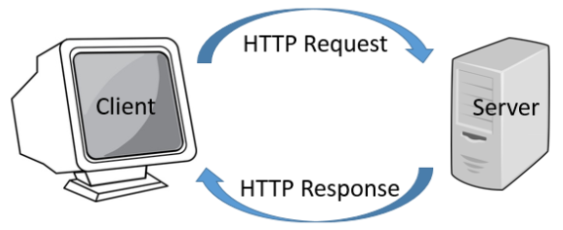 HTTP Request
Client
Server
HTTP Response